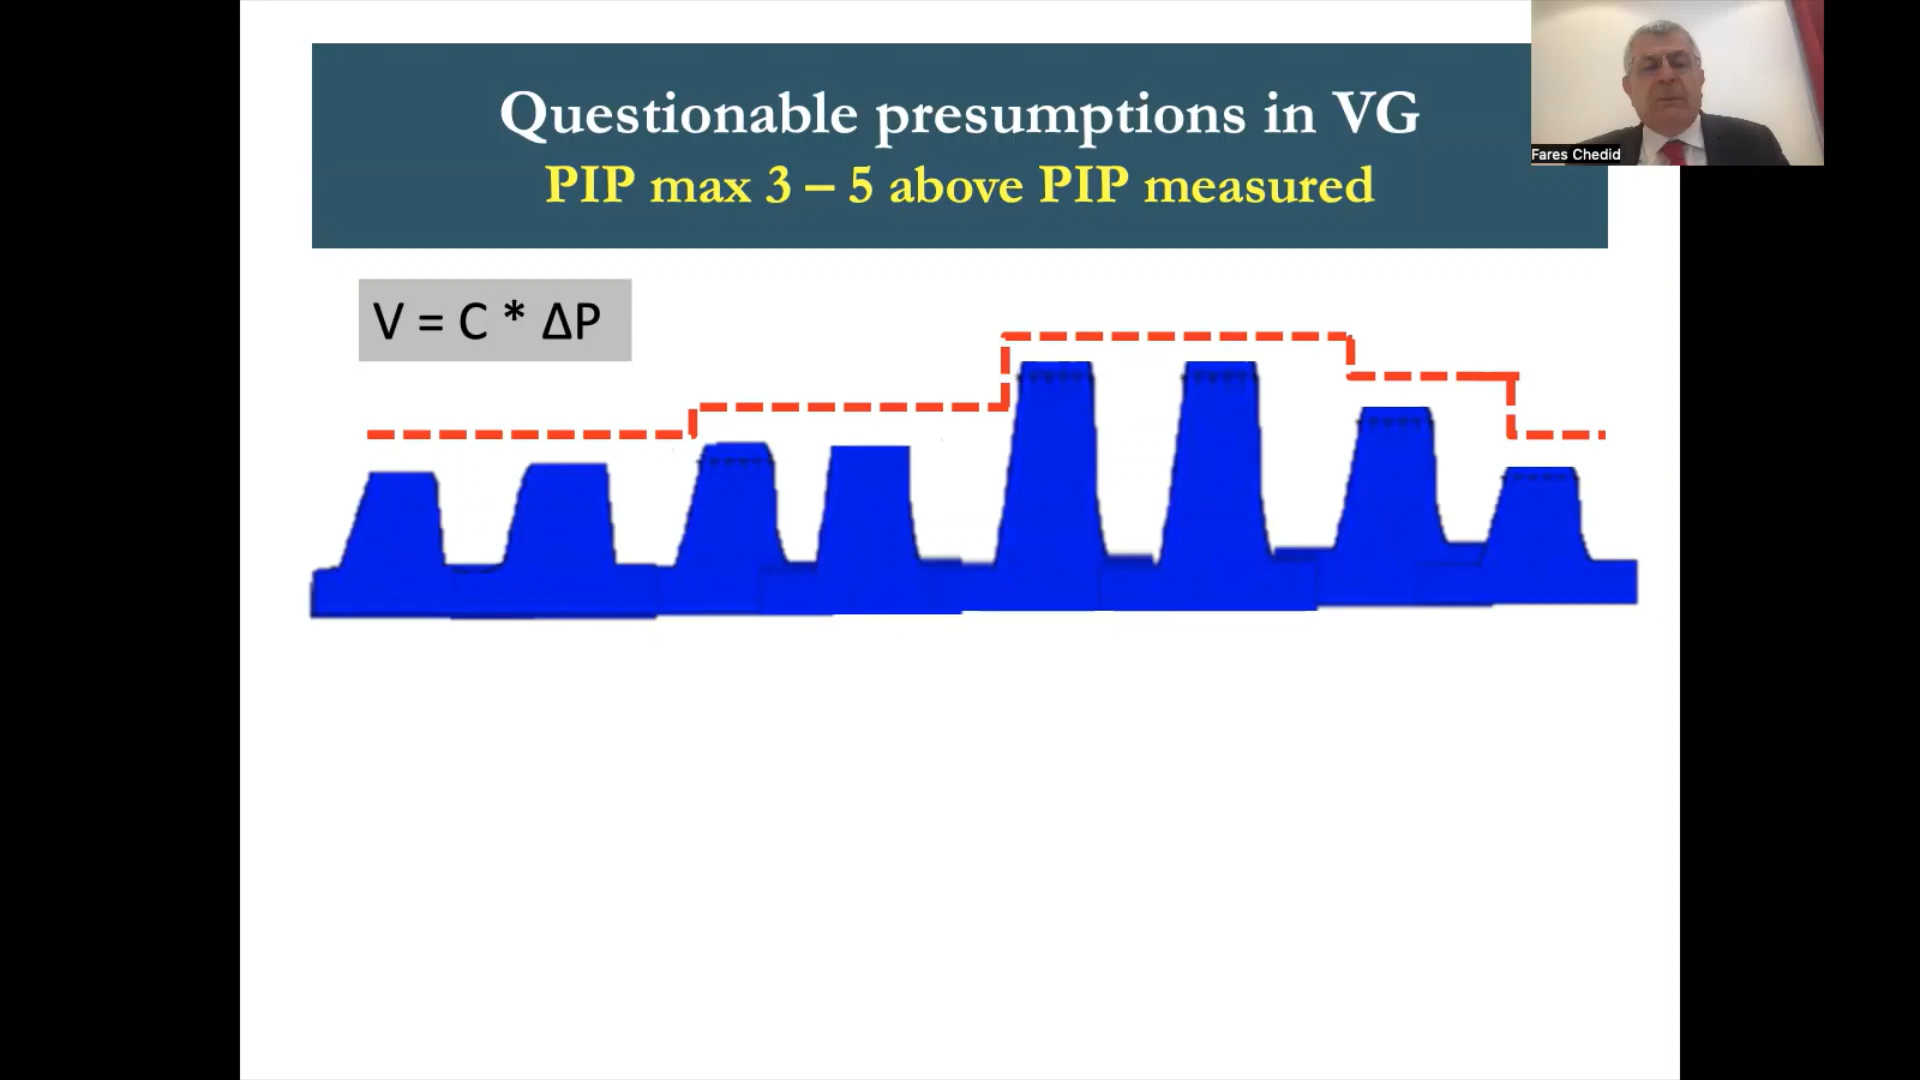 Questionable presumptions in VG
PIP max 3 – 5 above PIP measured
Fares Chedid
V = C * ΔP